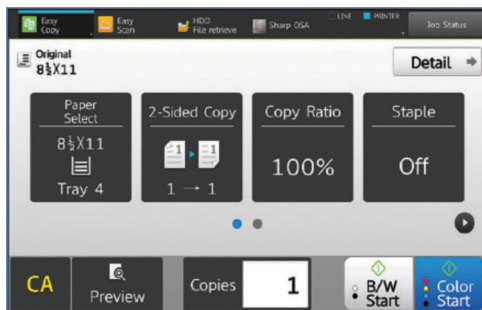 Easy
Copy
Easy
Scan
HDD
File retrieve
Sharp OSA
LINE
PRINTER
Job Status
Original
8½X11
Detail
Paper
Select
8½X11
Tray 4
2-Sided Copy
1
1
1 → 1
Copy Ratio
100%
Staple
Off
CA
Preview
Copies
1
B/W
Start
Color
Start